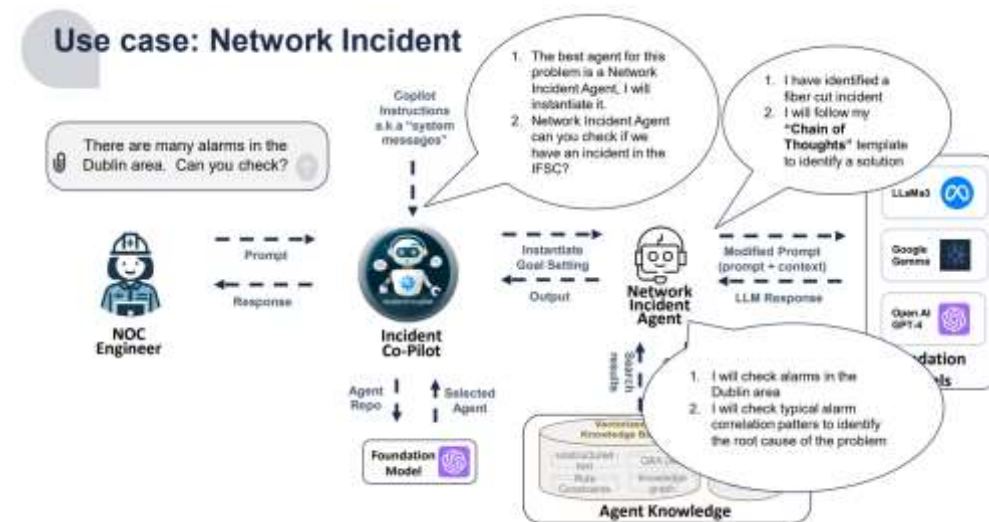 Use case: Network Incident
There are many alarms in the
Dublin area. Can you check?
Copilot
Instructions
a.k.a "system
messages"
1. The best agent for this
problem is a Network
Incident Agent, I will
instantiate it.
2. Network Incident Agent
can you check if we
have an incident in the
IFSC?
1. I have identified a
fiber cut incident
2. I will follow my
"Chain of
Thoughts" template
to identify a solution
LLaMa3
Google
Gemma
Open AI
GPT-4
Prompt
Response
NOC
Engineer
Incident
Co-Pilot
Instantiate
Goal Setting
Output
Network
Incident
Agent
Modified Prompt
(prompt + context)
LLM Response
Agent
Repo
Selected
Agent
Foundation
Model
Search
results
1. I will check alarms in the
Dublin area
2. I will check typical alarm
correlation patters to identify
the root cause of the problem
Knowledge
Rule
Constraints
knowledge
graph
Agent Knowledge